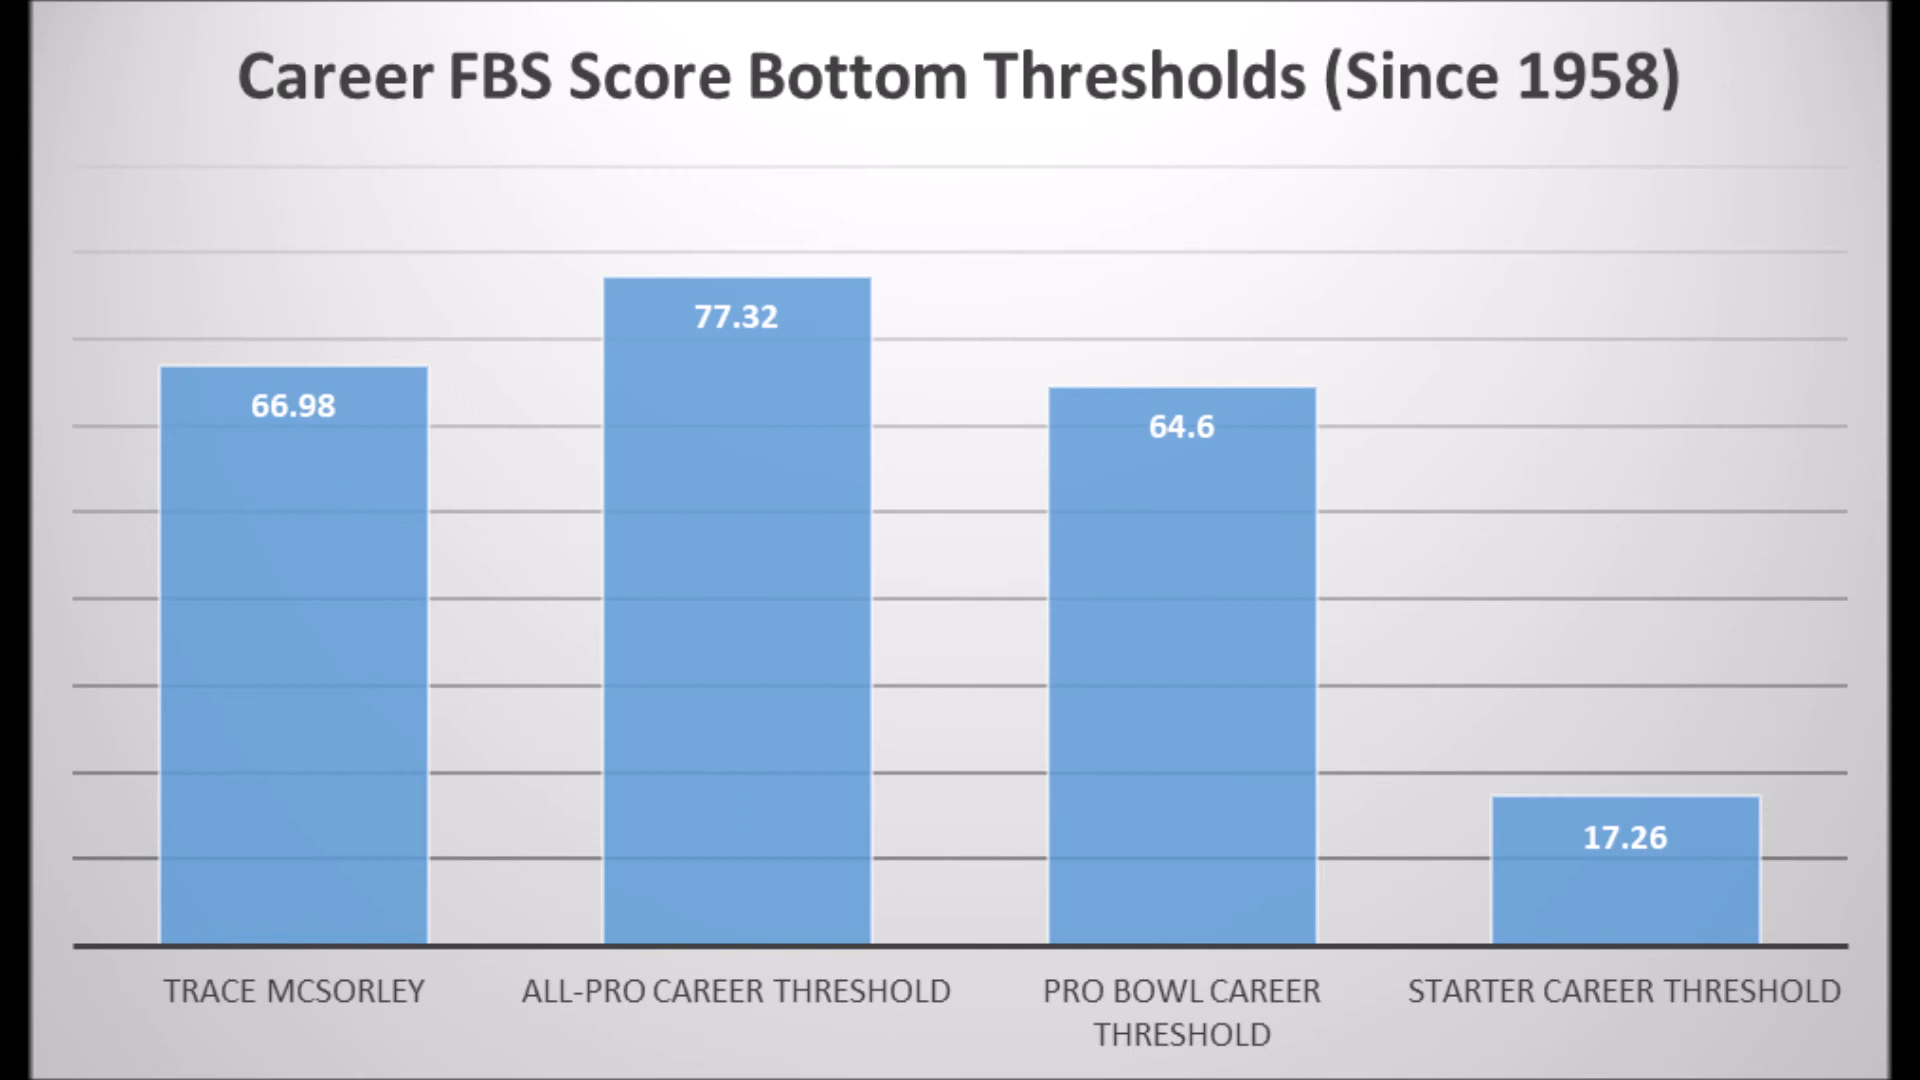 Career FBS Score Bottom Thresholds (Since 1958)
66.98
77.32
64.6
17.26
TRACE MCSORLEY
ALL-PRO CAREER THRESHOLD
PRO BOWL CAREER
THRESHOLD
STARTER CAREER THRESHOLD